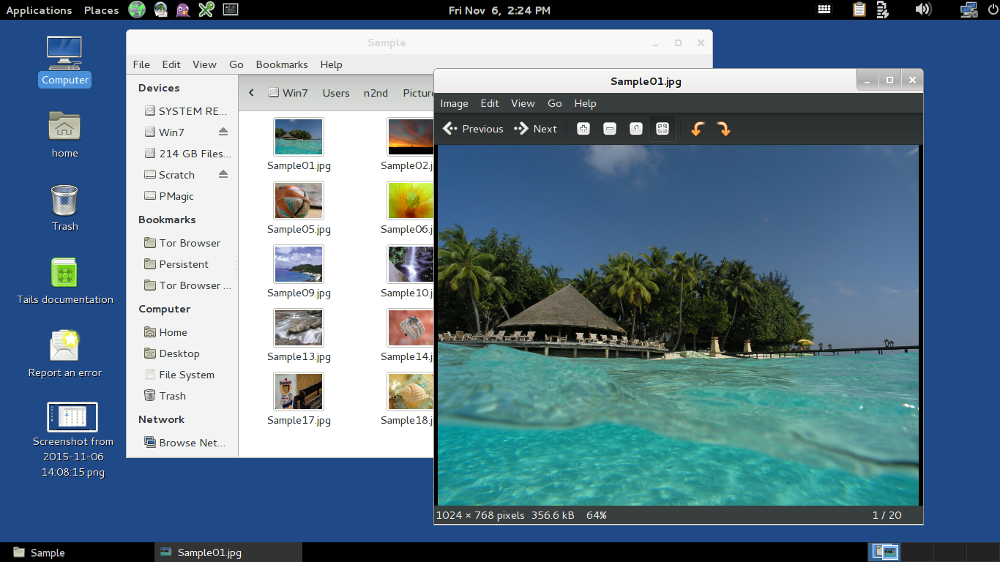 Applications Places Fri Nov 6, 2:24 PM
Computer
home
Trash
Tails documentation
Report an error
Screenshot from
2015-11-06
14:08:15.png
Sample
File Edit View Go Bookmarks Help
Devices
SYSTEM RE...
Win7
214 GB Files...
Scratch
PMagic
Bookmarks
Tor Browser
Persistent
Tor Browser ...
Computer
Home
Desktop
File System
Trash
Network
Browse Net...
Win7 Users n2nd Picture
Sample01.jpg Sample02.j
Sample05.jpg Sample06.j
Sample09.jpg Sample10.j
Sample13.jpg Sample14.j
Sample17.jpg Sample18.j
Sample01.jpg
Image Edit View Go Help
Previous Next 1
1024 × 768 pixels 356.6 kB 64% 1 / 20
Sample Sample01.jpg